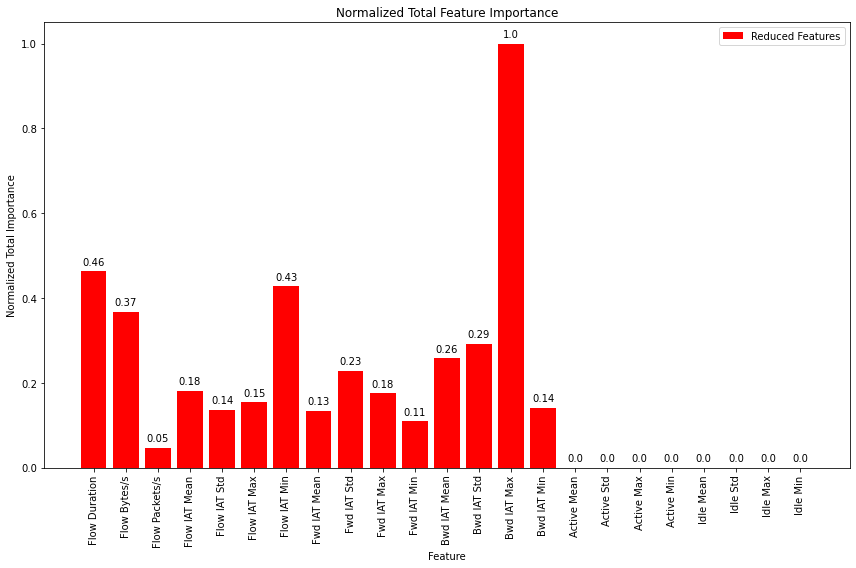 Normalized Total Feature Importance
Reduced Features
Normalized Total Importance
1.0
0.8
0.6
0.4
0.2
0.0
0.46
0.37
0.05
0.18
0.14
0.15
0.43
0.13
0.23
0.18
0.11
0.26
0.29
1.0
0.14
0.0
0.0
0.0
0.0
0.0
0.0
0.0
0.0
Flow Duration
Flow Bytes/s
Flow Packets/s
Flow IAT Mean
Flow IAT Std
Flow IAT Max
Flow IAT Min
Fwd IAT Mean
Fwd IAT Std
Fwd IAT Max
Fwd IAT Min
Bwd IAT Mean
Bwd IAT Std
Bwd IAT Max
Bwd IAT Min
Active Mean
Active Std
Active Max
Active Min
Idle Mean
Idle Std
Idle Max
Idle Min
Feature